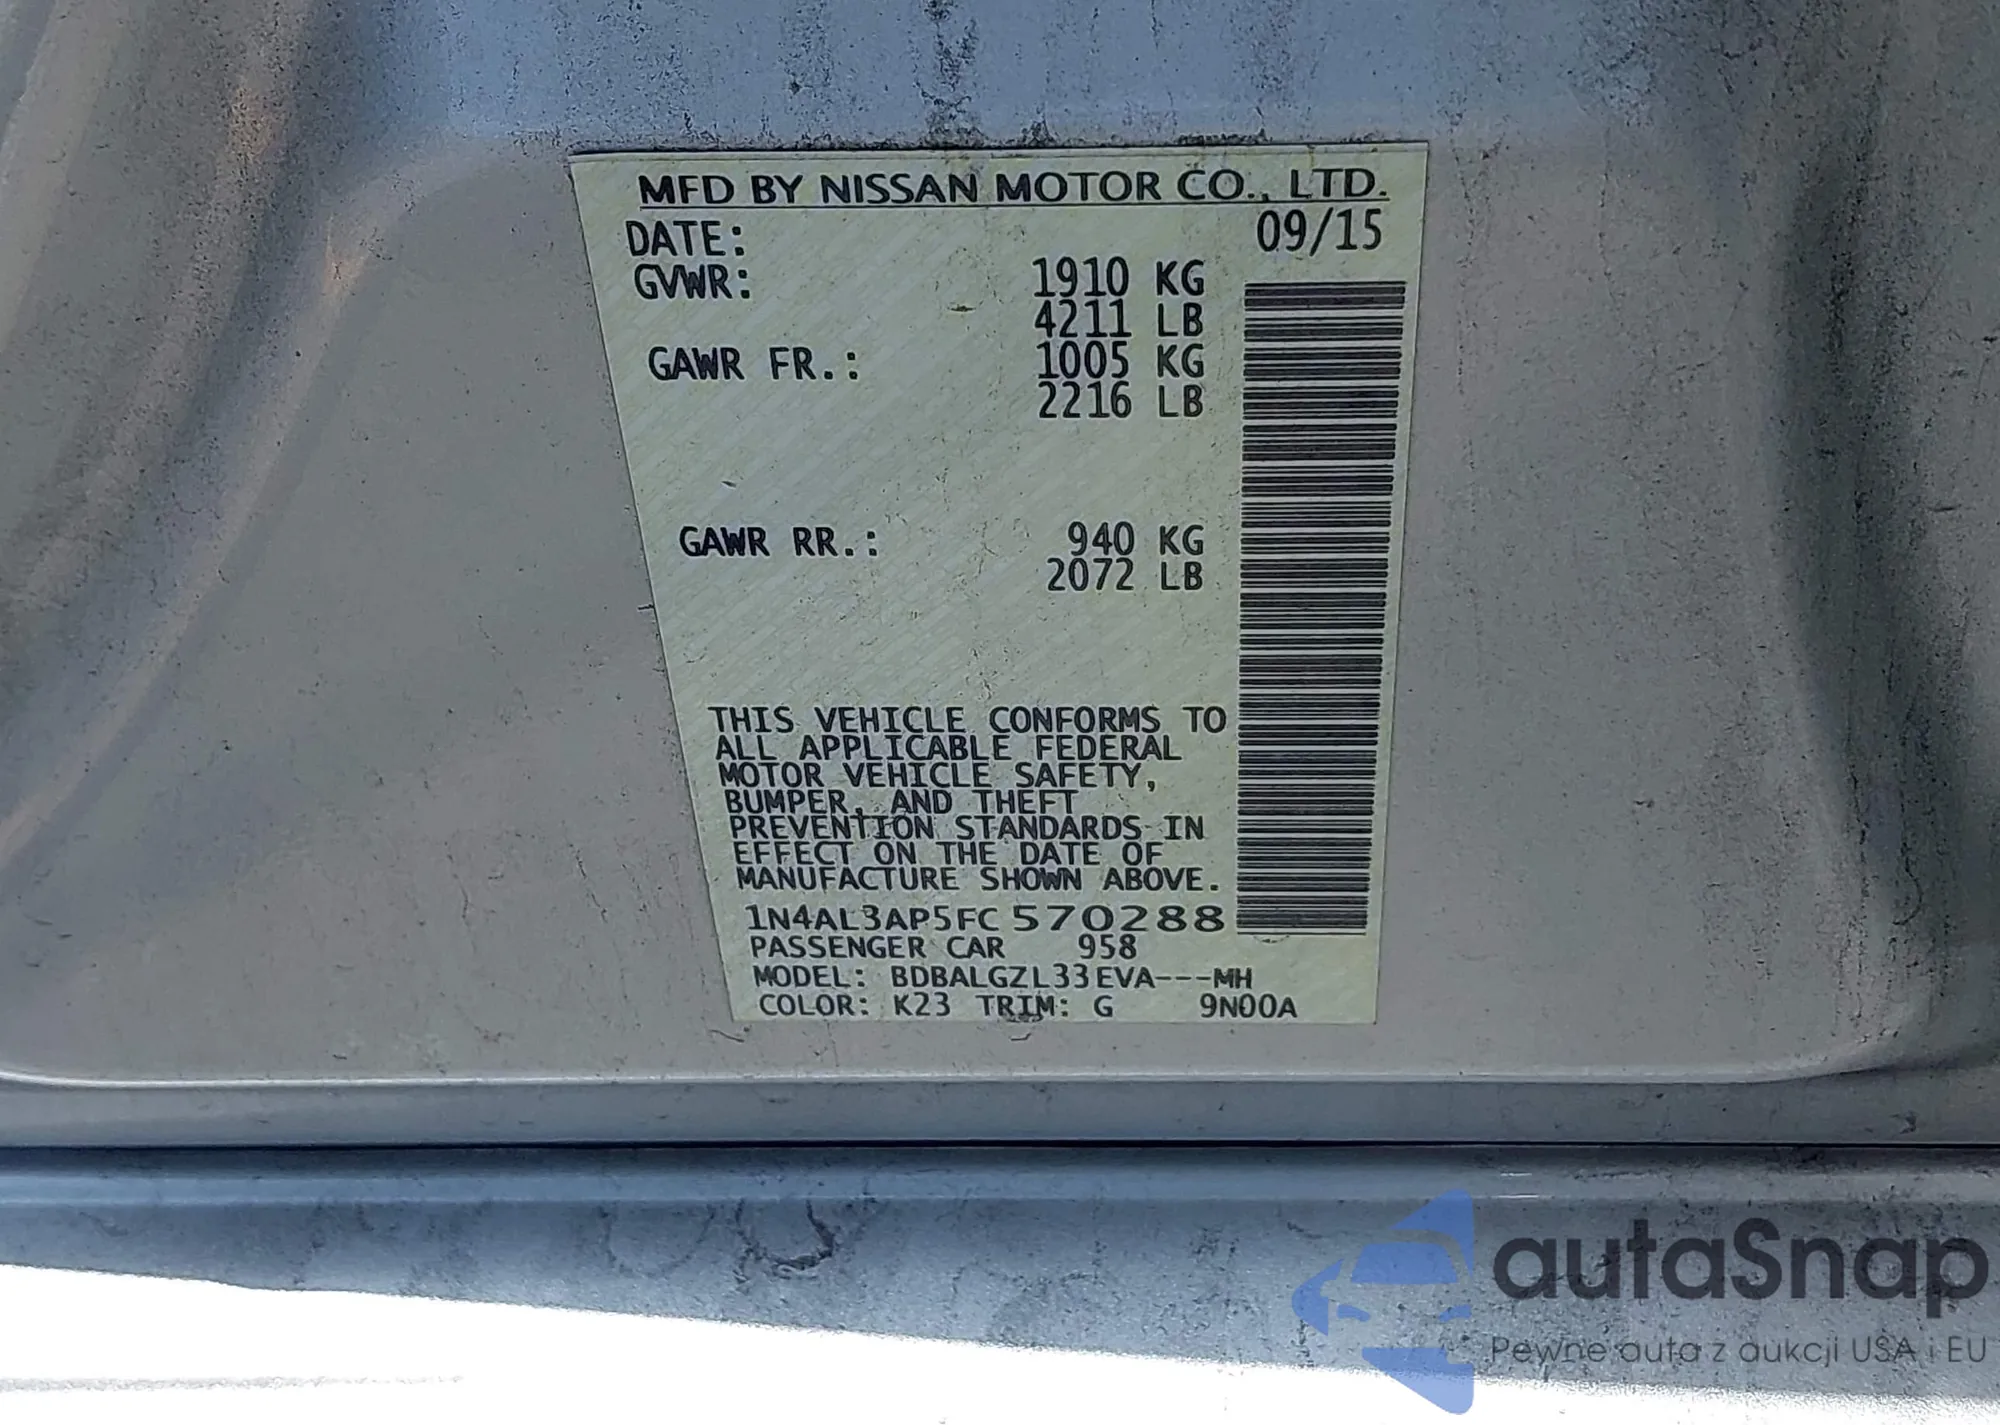 MFD BY NISSAN MOTOR CO., LTD.
DATE: 09/15
GVWR: 1910 KG
4211 LB
GAWR FR.: 1005 KG
2216 LB
GAWR RR.: 940 KG
2072 LB
THIS VEHICLE CONFORMS TO
ALL APPLICABLE FEDERAL
MOTOR VEHICLE SAFETY,
BUMPER, AND THEFT
PREVENTION STANDARDS IN
EFFECT ON THE DATE OF
MANUFACTURE SHOWN ABOVE.
1N4AL3AP5FC570288
PASSENGER CAR 958
MODEL: BDBALGZL33EVA---MH
COLOR: K23 TRIM: G 9N00A
autaSnap
Pewne auta z aukcji USA i EU